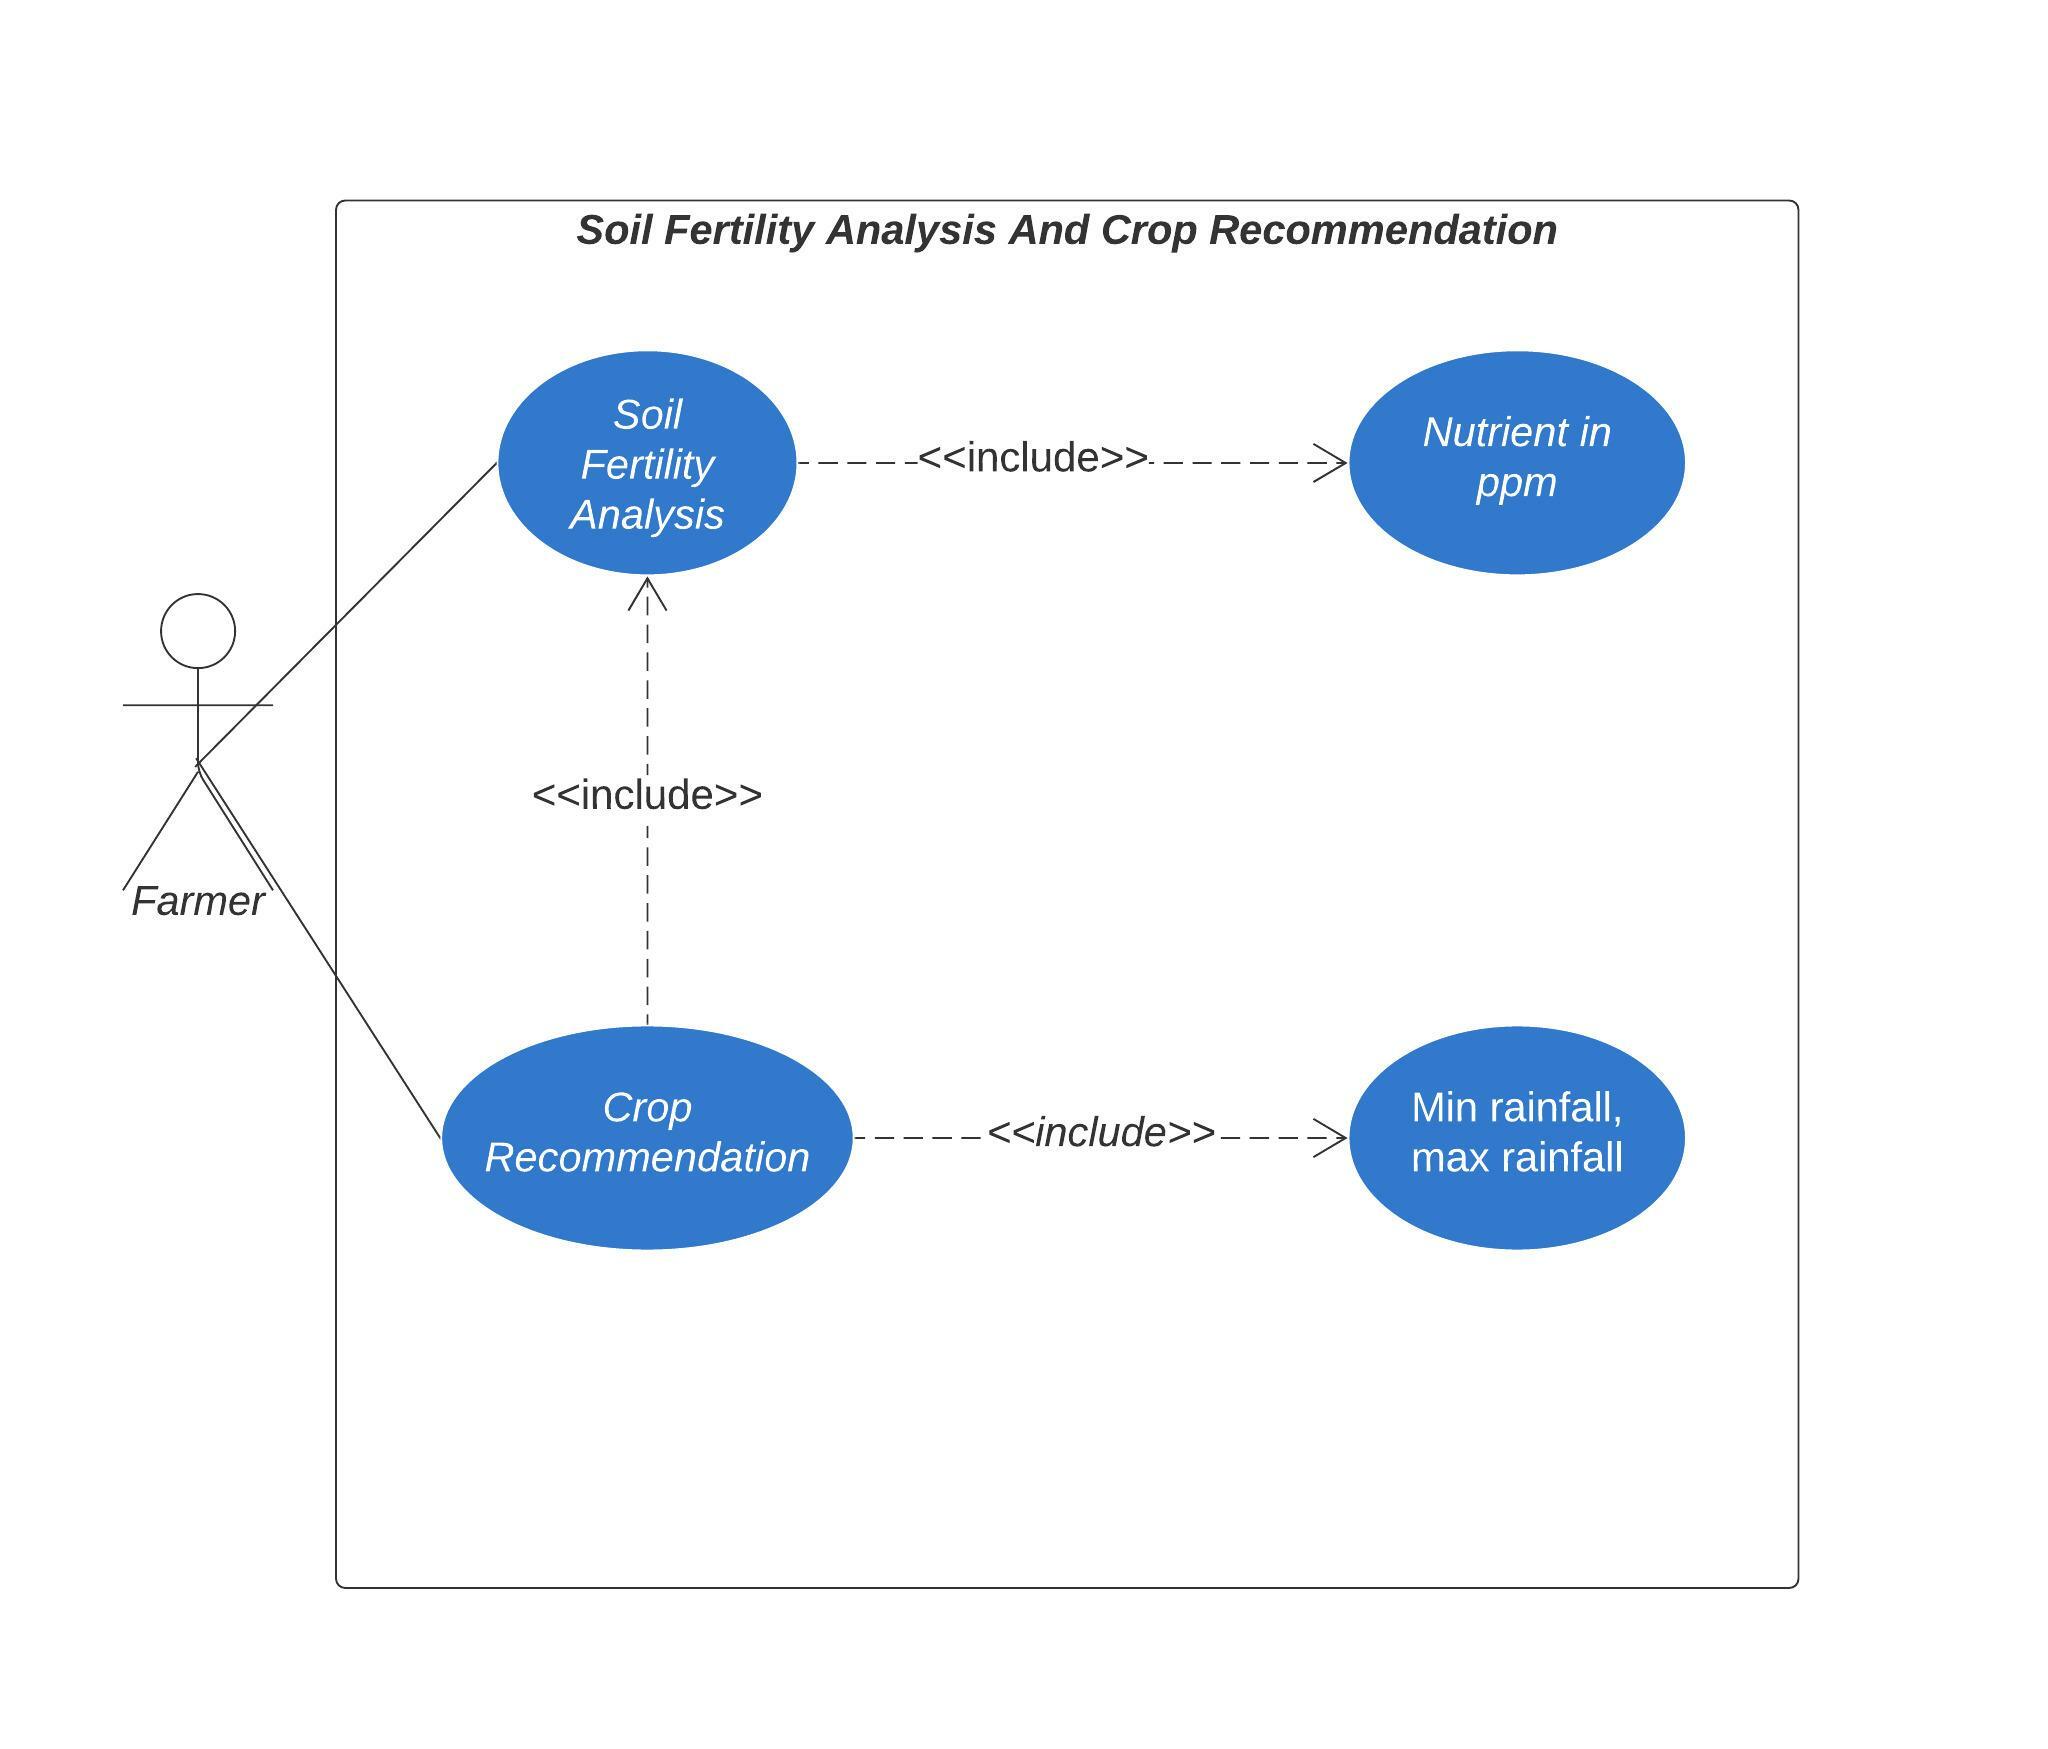 Soil Fertility Analysis And Crop Recommendation
Soil
Fertility
Analysis
<<include>>
Nutrient in
ppm
<<include>>
Farmer
Crop
Recommendation
<<include>>
Min rainfall,
max rainfall